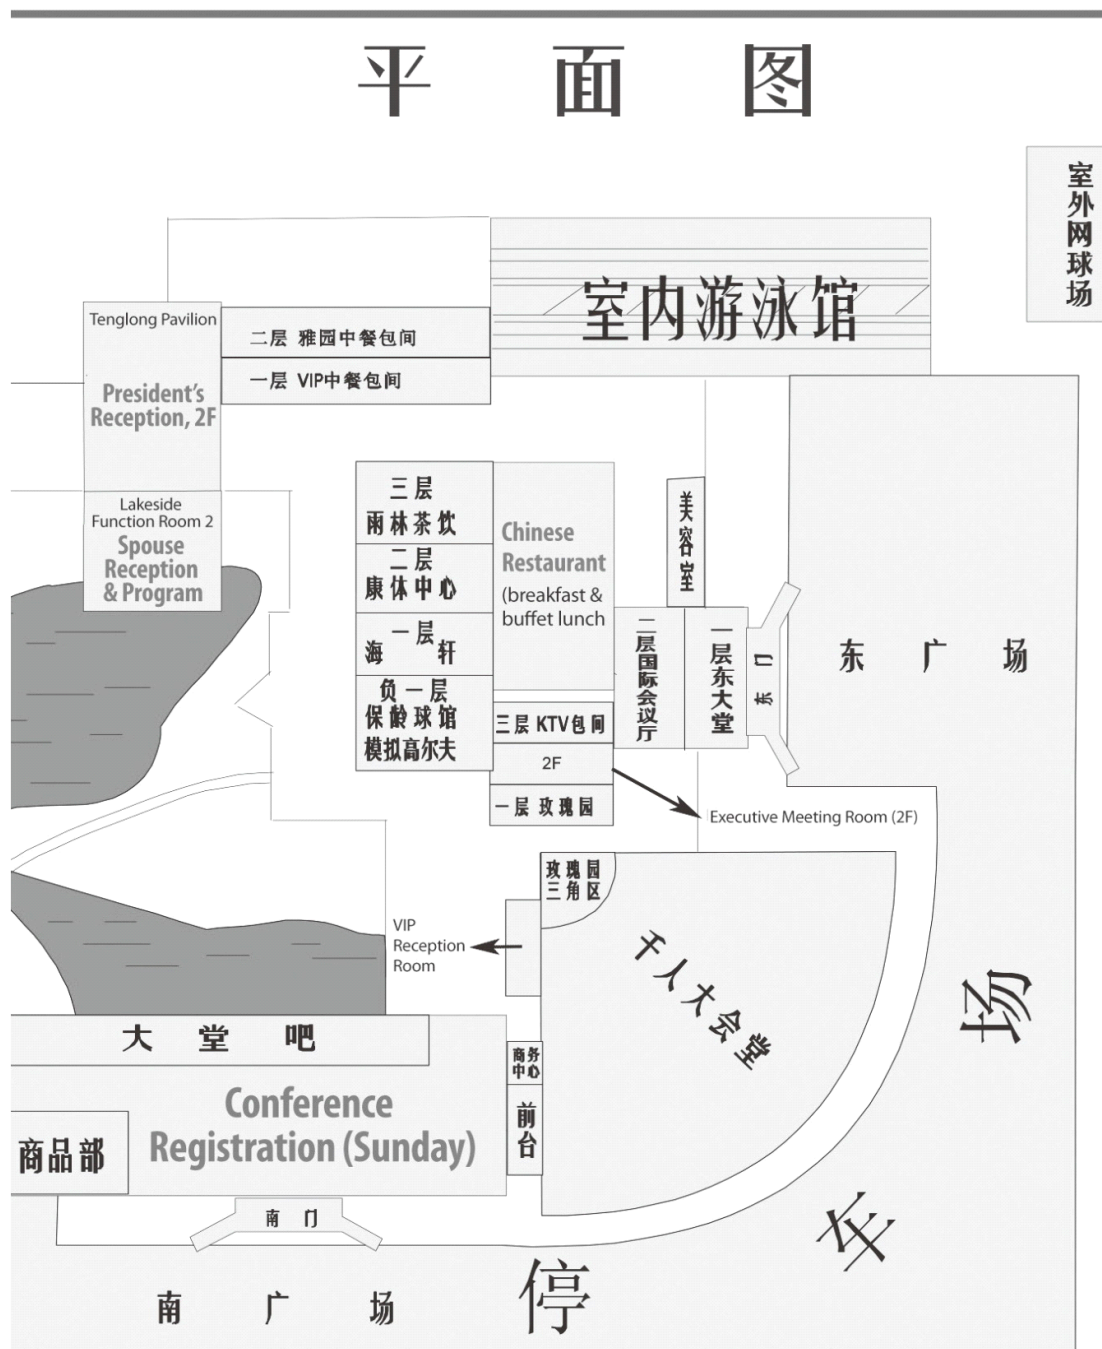 平 面 图
室外网球场
室内游泳馆
Tenglong Pavilion
President's
Reception, 2F
二层 雅园中餐包间
一层 VIP中餐包间
Lakeside
Function Room 2
Spouse
Reception
& Program
三层
雨林茶饮
二层
康体中心
一层
海 轩
负一层
保龄球馆
模拟高尔夫
Chinese
Restaurant
(breakfast &
buffet lunch
美容室
二层国际会议厅
一层东大堂
东门
东 广 场
三层 KTV包间
2F
一层 玫瑰园
Executive Meeting Room (2F)
玫瑰园
三角区
VIP
Reception
Room
千人大会堂
大 堂 吧
商务
中心
前台
Conference
Registration (Sunday)
商品部
南 门
南 广 场
停 车 场